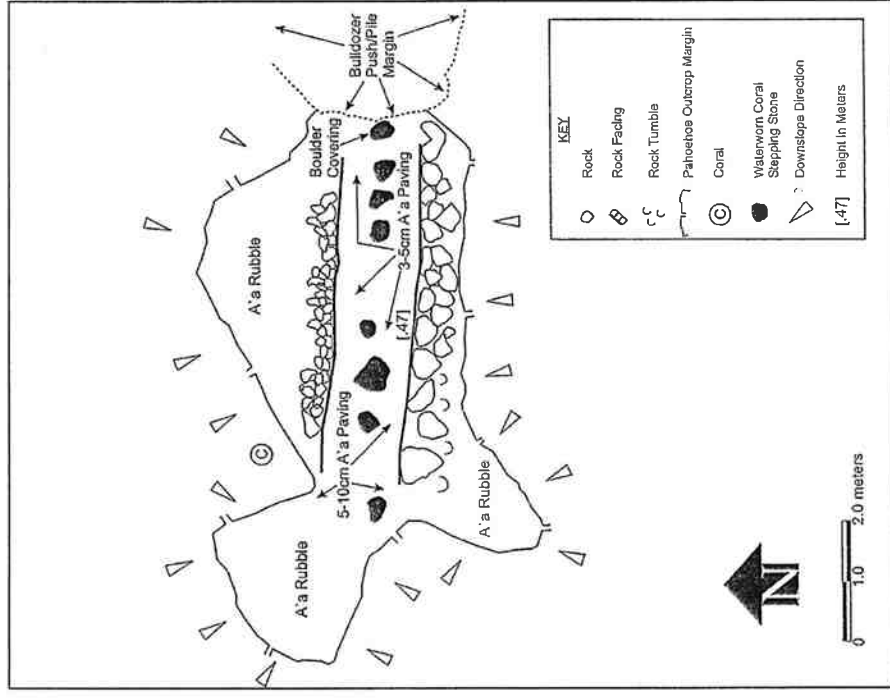 Bulldozer
Push/Pile
Margin
Boulder
Covering
A`a Rubble
3-5cm A`a Paving
[.47]
5-10cm A`a Paving
A`a Rubble
A`a Rubble
KEY
Rock
Rock Facing
Rock Tumble
Pahoehoe Outcrop Margin
C Coral
Waterworn Coral
Stepping Stone
Downslope Direction
[.47] Height In Meters
C
N
0 1.0 2.0 meters